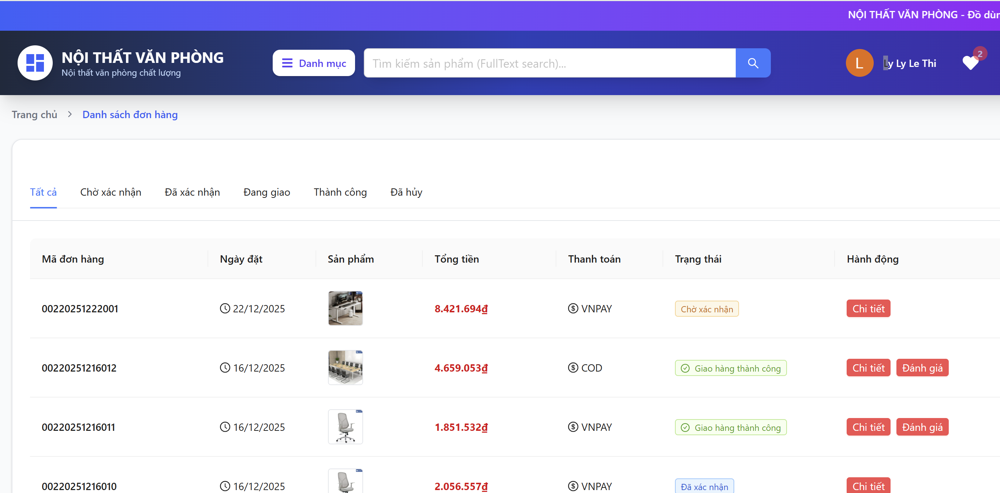 NỘI THẤT VĂN PHÒNG - Đồ dùn
NỘI THẤT VĂN PHÒNG
Nội thất văn phòng chất lượng
Danh mục
Tìm kiếm sản phẩm (FullText search)...
L
Ly Ly Le Thi
2
Trang chủ > Danh sách đơn hàng
Tất cả Chờ xác nhận Đã xác nhận Đang giao Thành công Đã hủy
Mã đơn hàng Ngày đặt Sản phẩm Tổng tiền Thanh toán Trạng thái Hành động
00220251222001 22/12/2025 8.421.694₫ VNPAY Chờ xác nhận Chi tiết
00220251216012 16/12/2025 4.659.053₫ COD Giao hàng thành công Chi tiết Đánh giá
00220251216011 16/12/2025 1.851.532₫ VNPAY Giao hàng thành công Chi tiết Đánh giá
00220251216010 16/12/2025 2.056.557₫ VNPAY Đã xác nhận Chi tiết